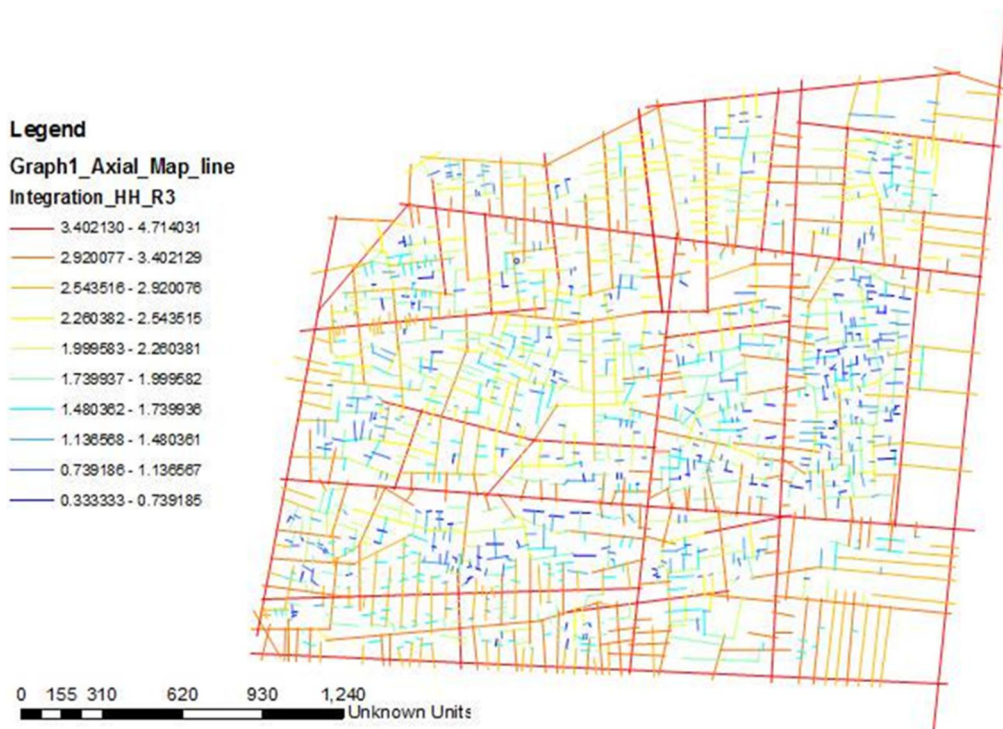 Legend
Graph1_Axial_Map_line
Integration_HH_R3
3.402130 - 4.714031
2.920077 - 3.402129
2.543516 - 2.920076
2.260382 - 2.543515
1.999583 - 2.260381
1.739937 - 1.999582
1.480362 - 1.739936
1.136568 - 1.480361
0.739186 - 1.136567
0.333333 - 0.739185
0 155 310 620 930 1,240
Unknown Units